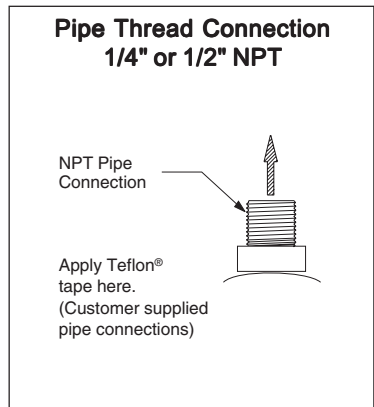 Pipe Thread Connection
1/4" or 1/2" NPT
NPT Pipe
Connection
Apply Teflon®
tape here.
(Customer supplied
pipe connections)